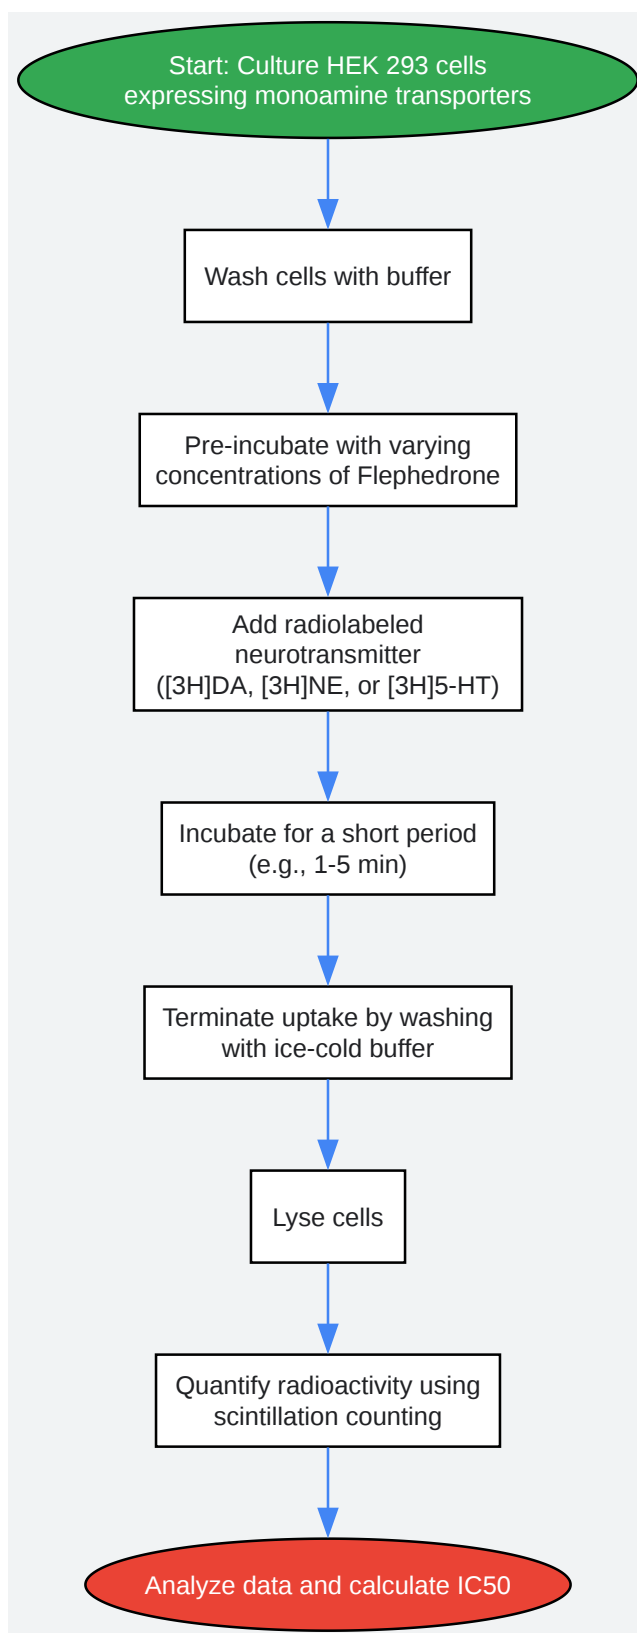 Start: Culture HEK 293 cells
expressing monoamine transporters
Wash cells with buffer
Pre-incubate with varying
concentrations of Flephedrone
Add radiolabeled
neurotransmitter
([3H]DA, [3H]NE, or [3H]5-HT)
Incubate for a short period
(e.g., 1-5 min)
Terminate uptake by washing
with ice-cold buffer
Lyse cells
Quantify radioactivity using
scintillation counting
Analyze data and calculate IC50